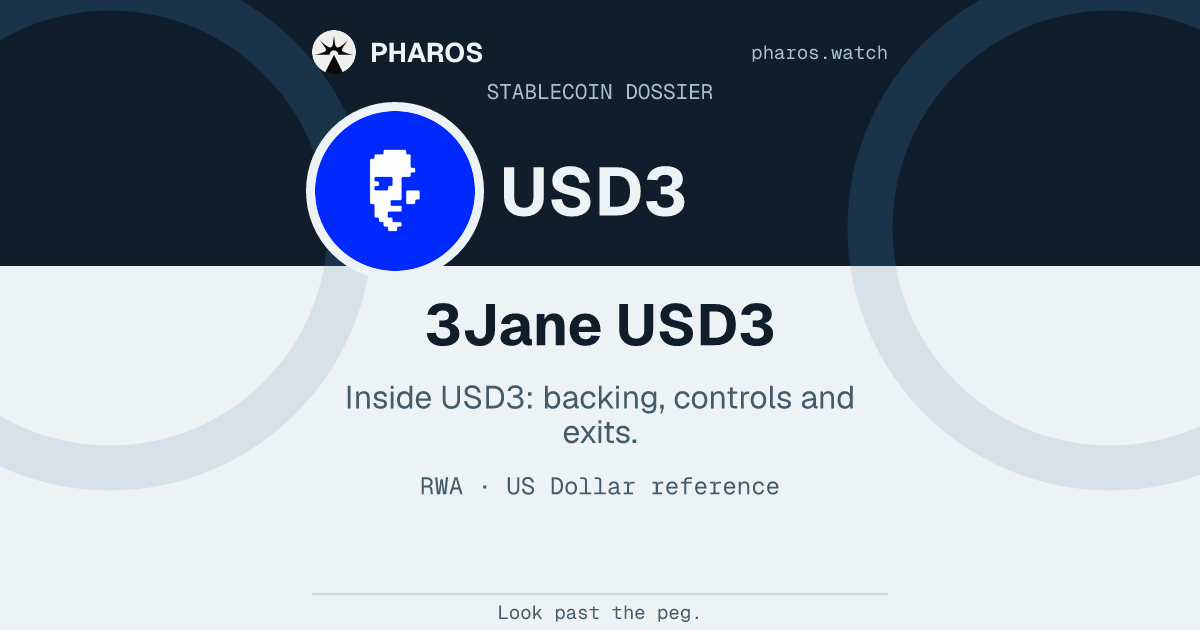 PHAROS
pharos.watch
STABLECOIN DOSSIER
USD3
3Jane USD3
Inside USD3: backing, controls and
exits.
RWA · US Dollar reference
Look past the peg.